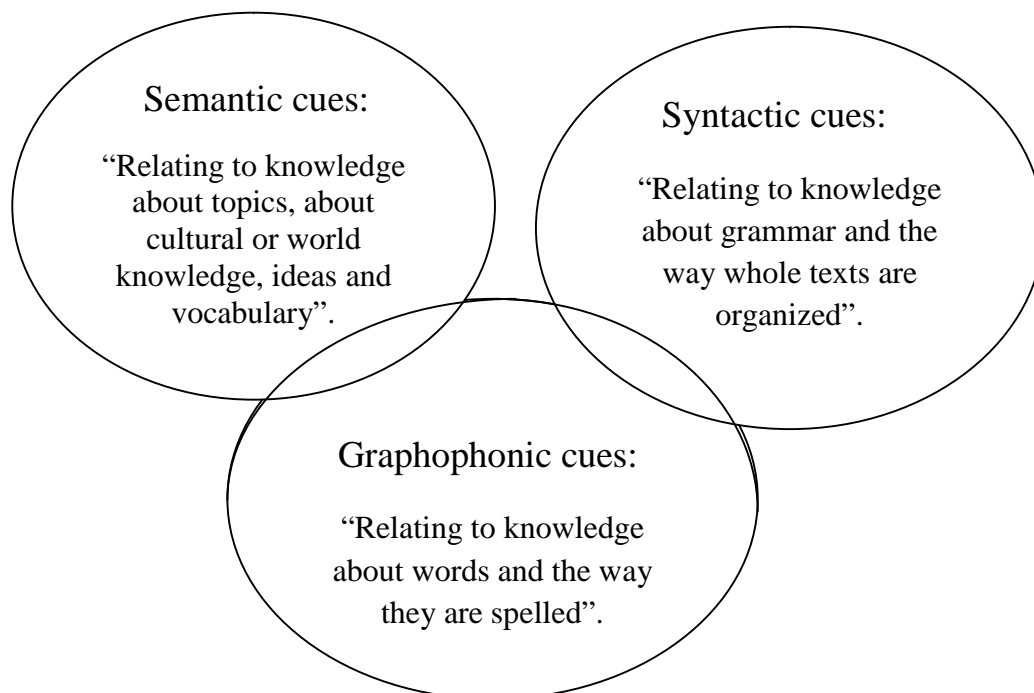 Semantic cues:
“Relating to knowledge
about topics, about
cultural or world
knowledge, ideas and
vocabulary”.
Syntactic cues:
“Relating to knowledge
about grammar and the
way whole texts are
organized”.
Graphophonic cues:
“Relating to knowledge
about words and the way
they are spelled”.